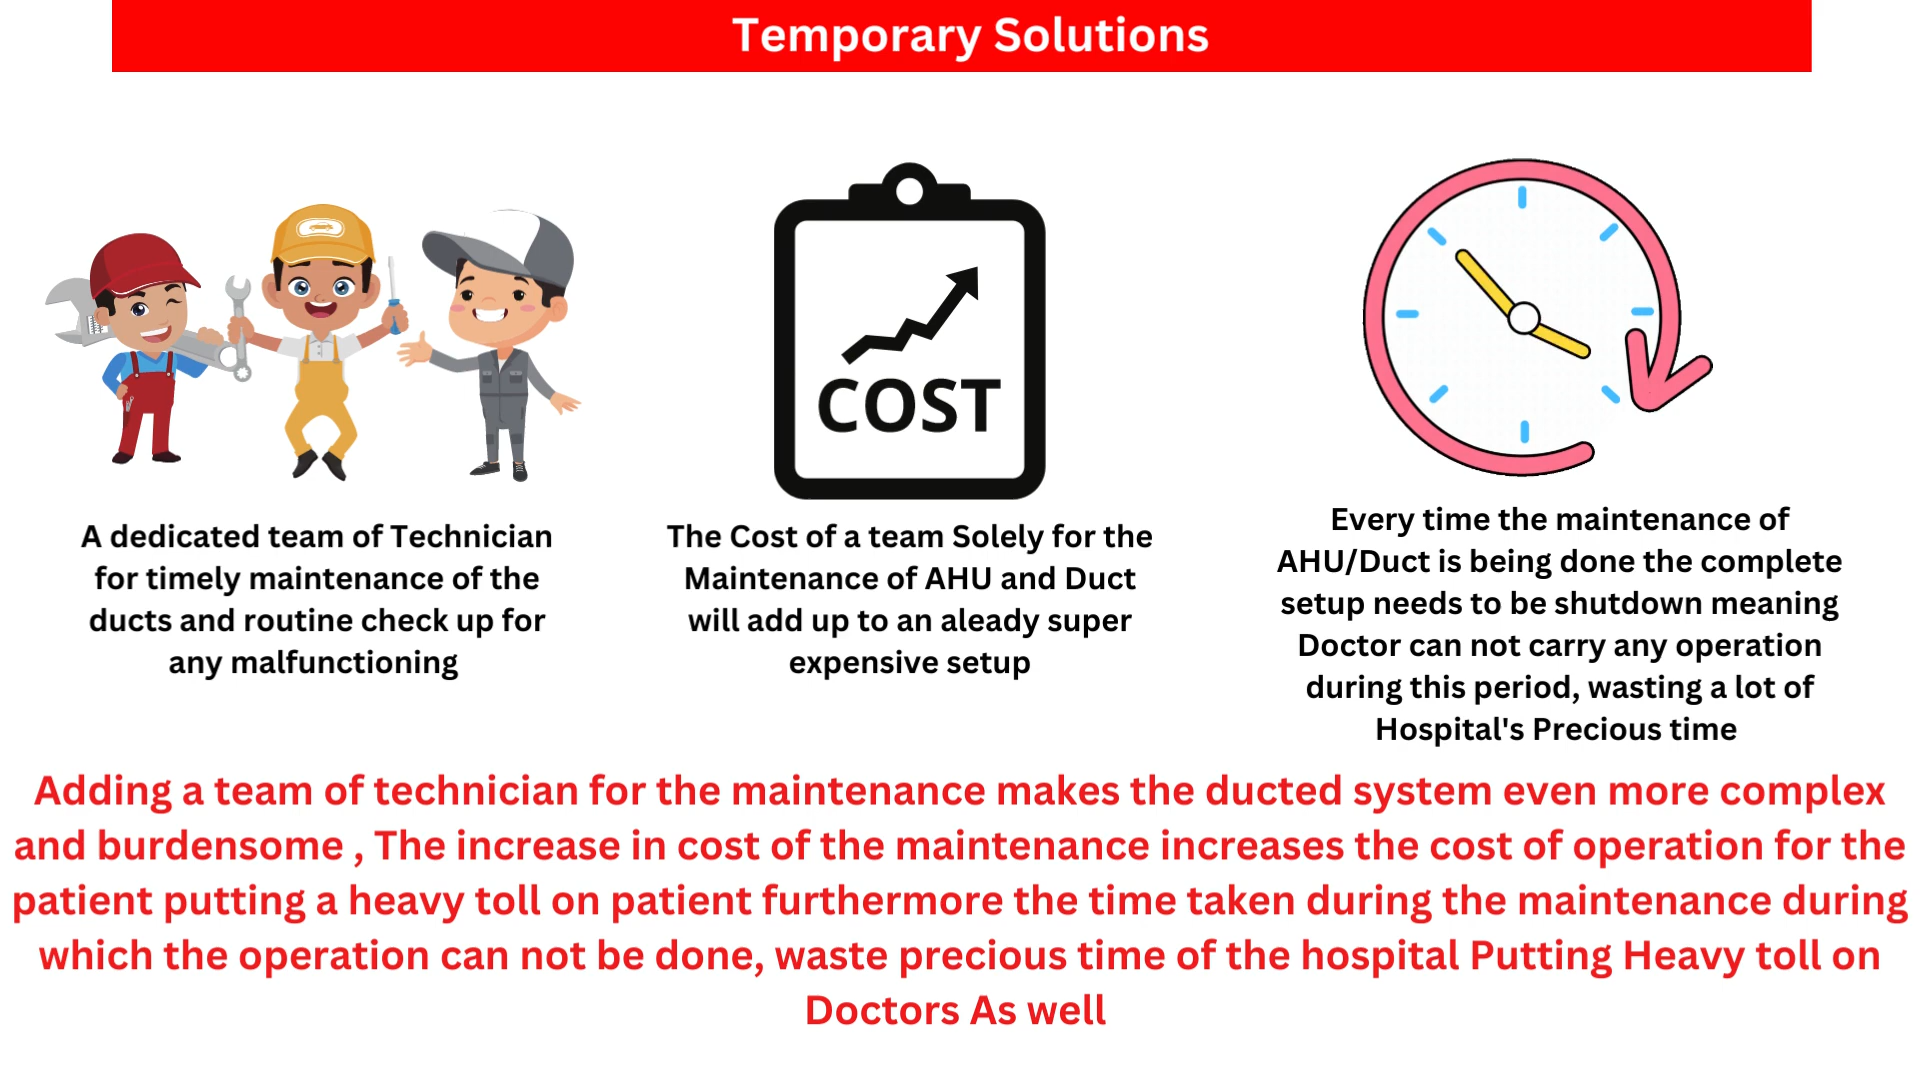 Temporary Solutions
COST
A dedicated team of Technician
for timely maintenance of the
ducts and routine check up for
any malfunctioning
The Cost of a team Solely for the
Maintenance of AHU and Duct
will add up to an aleady super
expensive setup
Every time the maintenance of
AHU/Duct is being done the complete
setup needs to be shutdown meaning
Doctor can not carry any operation
during this period, wasting a lot of
Hospital's Precious time
Adding a team of technician for the maintenance makes the ducted system even more complex
and burdensome , The increase in cost of the maintenance increases the cost of operation for the
patient putting a heavy toll on patient furthermore the time taken during the maintenance during
which the operation can not be done, waste precious time of the hospital Putting Heavy toll on
Doctors As well